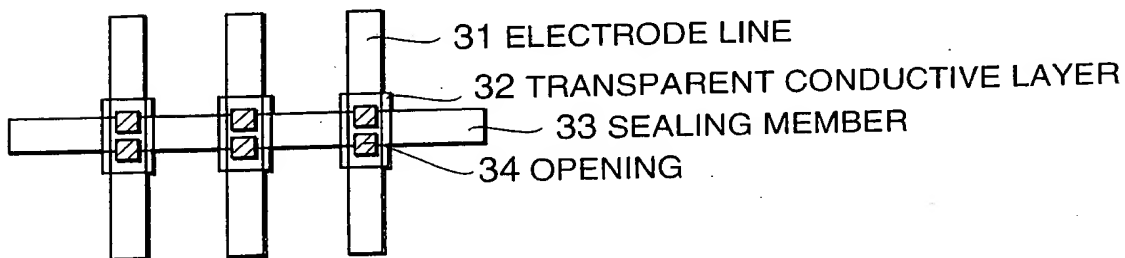 31 ELECTRODE LINE
32 TRANSPARENT CONDUCTIVE LAYER
33 SEALING MEMBER
34 OPENING